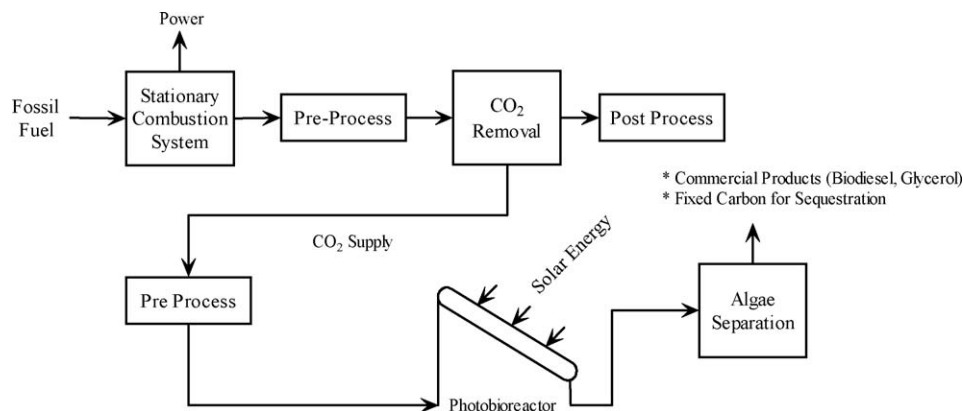 Power
Fossil
Fuel
Stationary
Combustion
System
Pre-Process
CO₂
Removal
Post Process
* Commercial Products (Biodiesel, Glycerol)
* Fixed Carbon for Sequestration
CO₂ Supply
Solar Energy
Pre Process
Algae
Separation
Photobioreactor